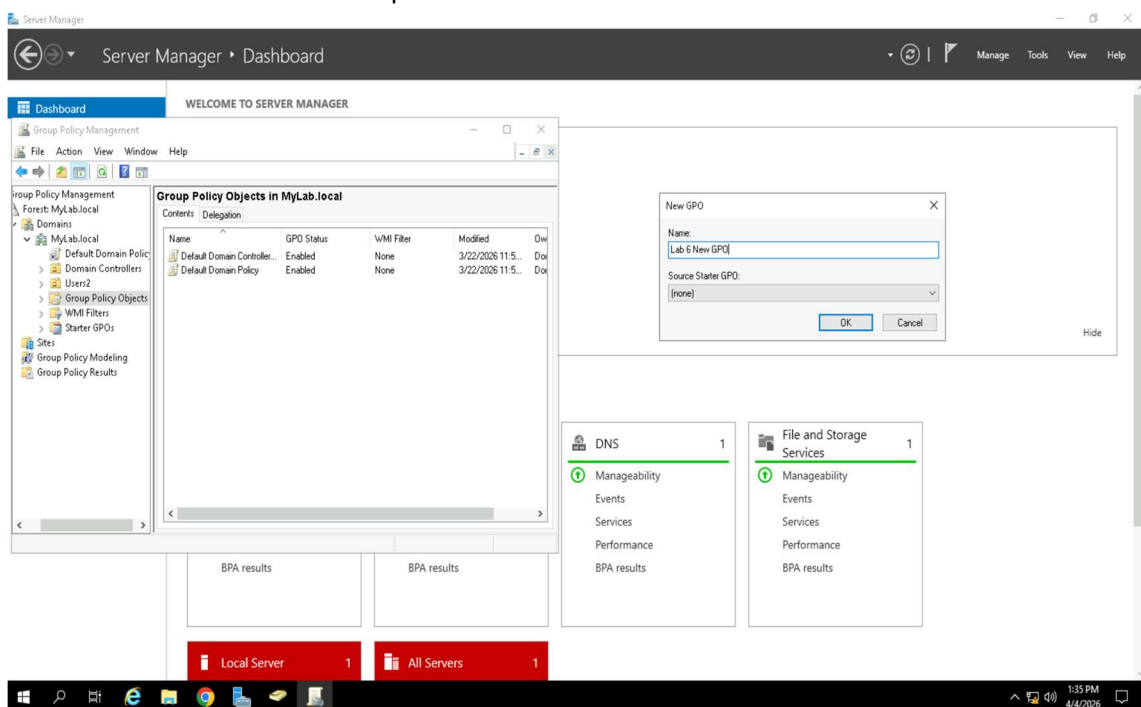 Server Manager
Server Manager • Dashboard
Manage Tools View Help
Dashboard
WELCOME TO SERVER MANAGER
Group Policy Management
File Action View Window Help
Group Policy Management
Forest: MyLab.local
Domains
MyLab.local
Default Domain Polic
Domain Controllers
Users2
Group Policy Objects
WMI Filters
Starter GPOs
Sites
Group Policy Modeling
Group Policy Results
Group Policy Objects in MyLab.local
Contents Delegation
Name GPO Status WMI Filter Modified Ow
Default Domain Controller... Enabled None 3/22/2026 11:5... Do
Default Domain Policy Enabled None 3/22/2026 11:5... Do
New GPO
Name:
Lab 6 New GPO
Source Starter GPO:
(none)
OK Cancel
Hide
DNS 1
Manageability
Events
Services
Performance
BPA results
File and Storage
Services 1
Manageability
Events
Services
Performance
BPA results
BPA results
BPA results
Local Server 1
All Servers 1
1:35 PM
4/4/2026